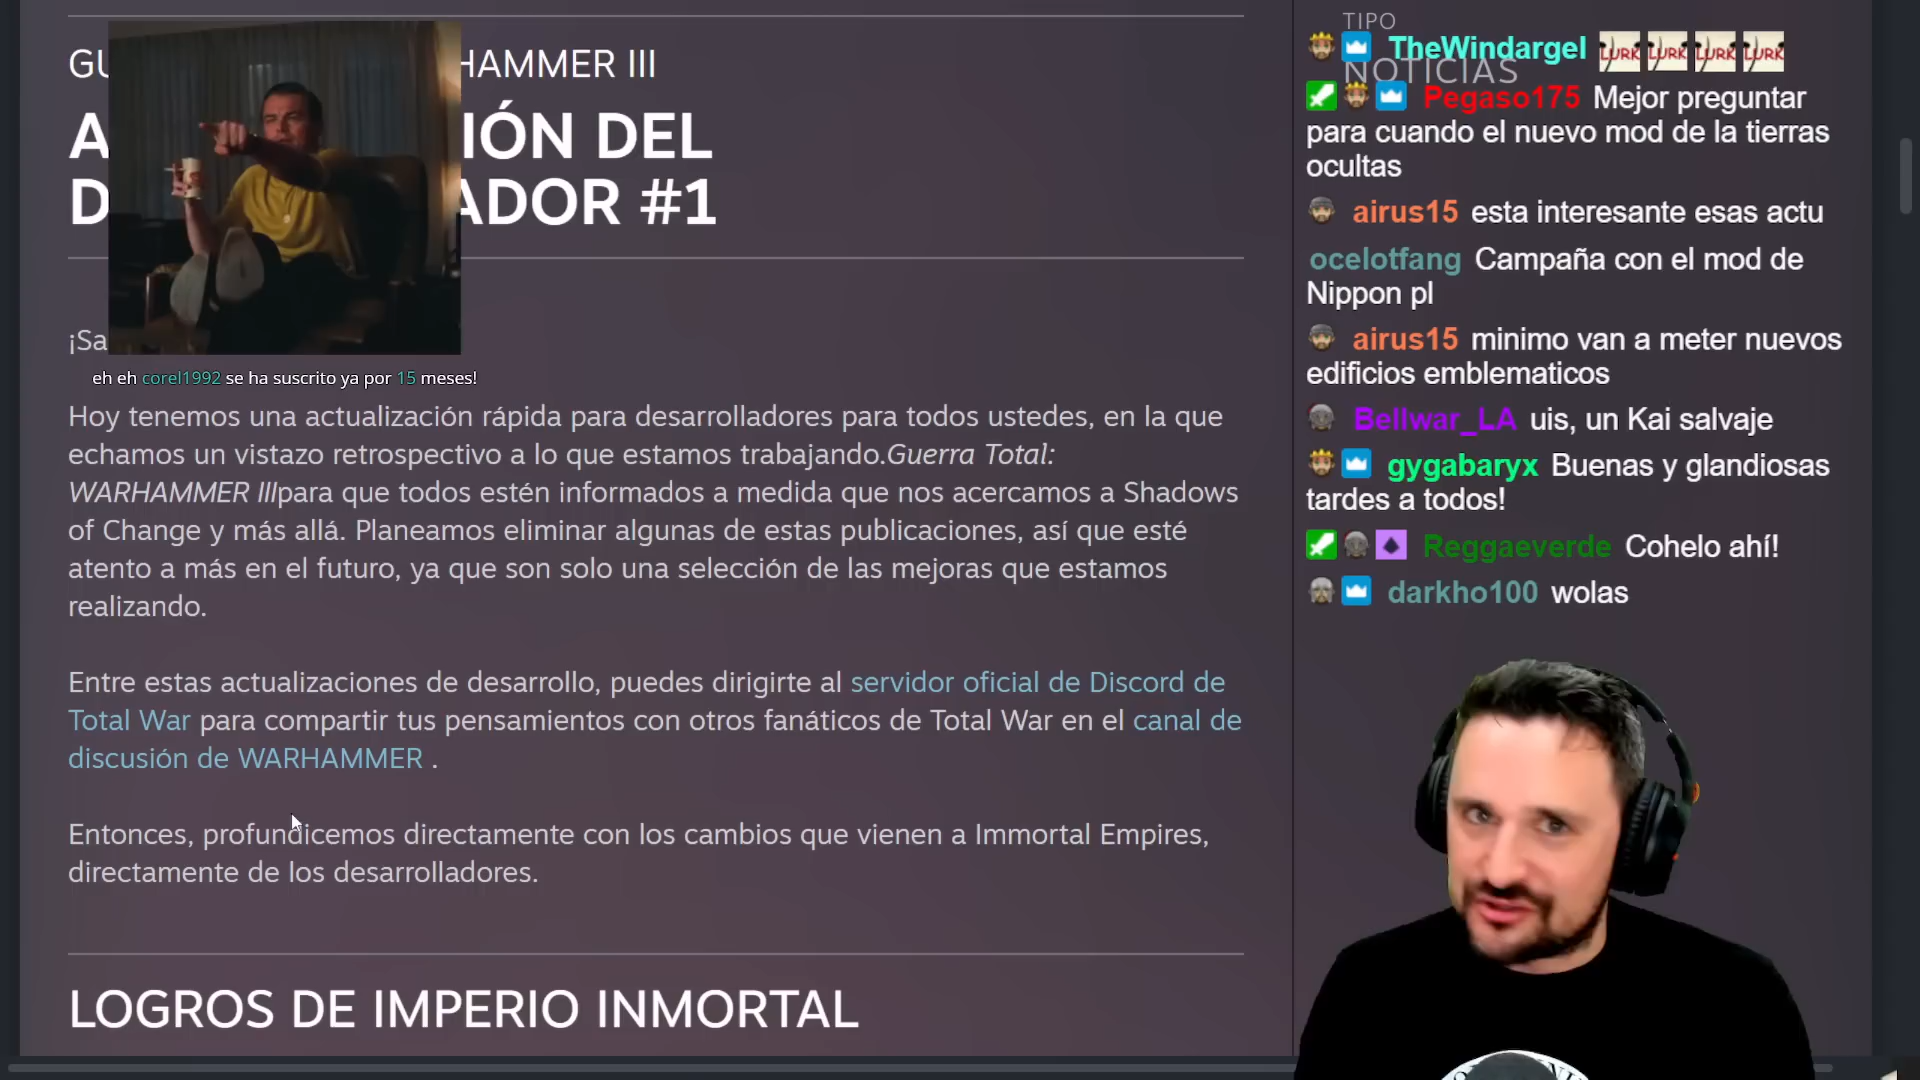 GU HAMMER III
A IÓN DEL
D ADOR #1
¡Sa
eh eh corel1992 se ha suscrito ya por 15 meses!
Hoy tenemos una actualización rápida para desarrolladores para todos ustedes, en la que
echamos un vistazo retrospectivo a lo que estamos trabajando.Guerra Total:
WARHAMMER IIIpara que todos estén informados a medida que nos acercamos a Shadows
of Change y más allá. Planeamos eliminar algunas de estas publicaciones, así que esté
atento a más en el futuro, ya que son solo una selección de las mejoras que estamos
realizando.
Entre estas actualizaciones de desarrollo, puedes dirigirte al servidor oficial de Discord de
Total War para compartir tus pensamientos con otros fanáticos de Total War en el canal de
discusión de WARHAMMER .
Entonces, profundicemos directamente con los cambios que vienen a Immortal Empires,
directamente de los desarrolladores.
LOGROS DE IMPERIO INMORTAL
TIPO
NOTICIAS
TheWindargel LURK LURK LURK LURK
Pegaso175 Mejor preguntar
para cuando el nuevo mod de la tierras
ocultas
airus15 esta interesante esas actu
ocelotfang Campaña con el mod de
Nippon pl
airus15 minimo van a meter nuevos
edificios emblematicos
Bellwar_LA uis, un Kai salvaje
gygabaryx Buenas y glandiosas
tardes a todos!
Reggaeverde Cohelo ahí!
darkho100 wolas